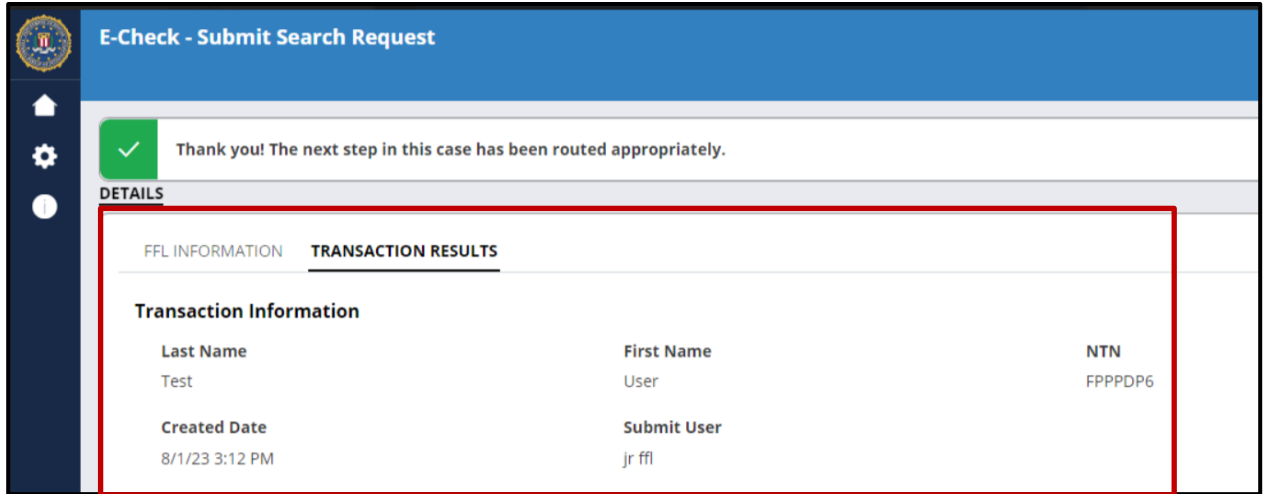 E-Check - Submit Search Request
Thank you! The next step in this case has been routed appropriately.
DETAILS
FFL INFORMATION TRANSACTION RESULTS
Transaction Information
Last Name First Name NTN
Test User FPPPDP6
Created Date Submit User
8/1/23 3:12 PM jr ffl